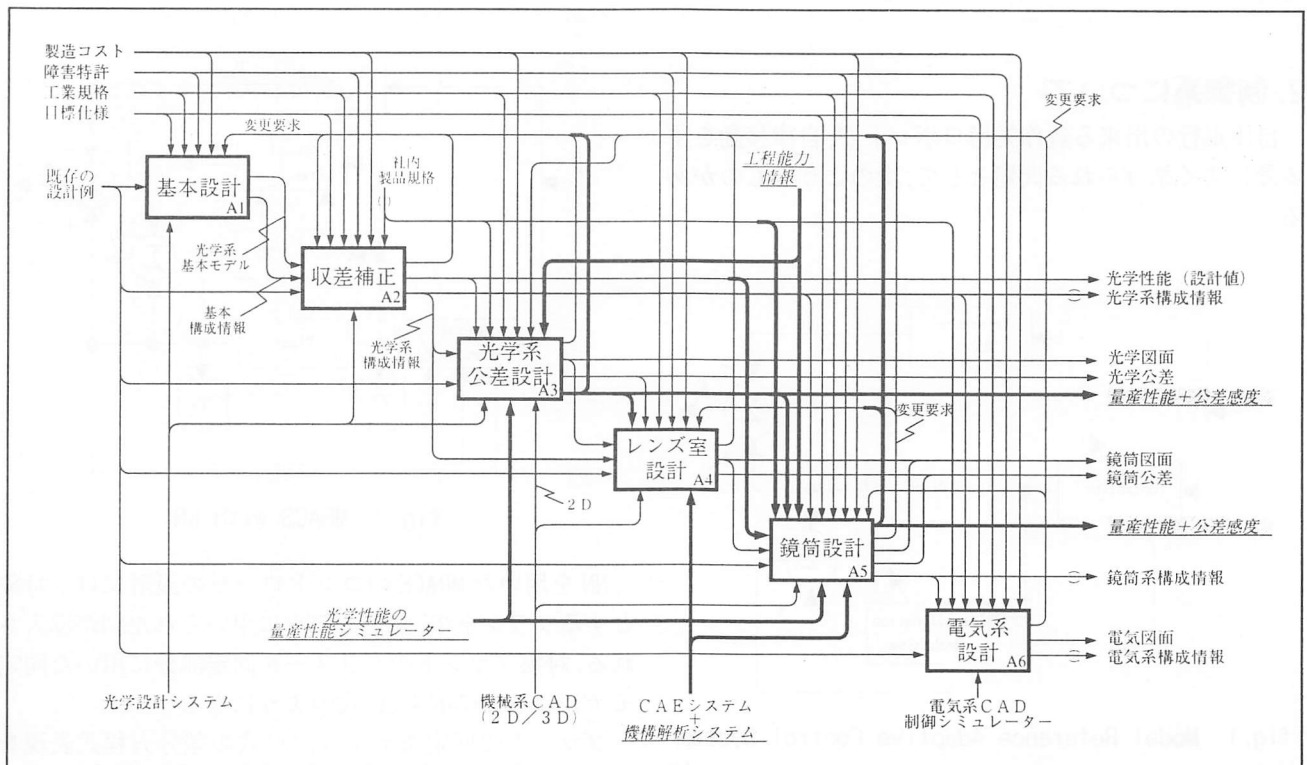 製造コスト
障害特許
工業規格
目標仕様
変更要求
変更要求
既存の
設計例
基本設計
A1
社内
製品規格
( )
工程能力
情報
光学系
基本モデル
収差補正
A2
基本
構成情報
光学系
構成情報
光学性能（設計値）
( )
光学系構成情報
光学系
公差設計
A3
光学図面
光学公差
量産性能＋公差感度
変更要求
レンズ室
設計
A4
鏡筒図面
鏡筒公差
2D
鏡筒設計
A5
量産性能＋公差感度
( )
鏡筒系構成情報
光学性能の
量産性能シミュレーター
電気系
設計
A6
電気図面
( )
電気系構成情報
光学設計システム
機械系CAD
(2D／3D)
CAEシステム
＋
機構解析システム
電気系CAD
制御シミュレーター
Fig.1 Model Reference Adaptive Control